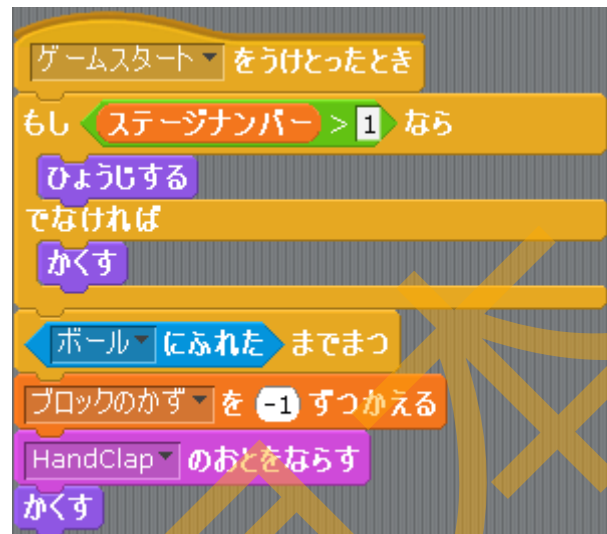 ゲームスタート をうけとったとき
もし ステージナンバー > 1 なら
ひょうじする
でなければ
かくす
ボール にふれた までまつ
ブロックのかず を -1 ずつかえる
HandClap のおとをならす
かくす